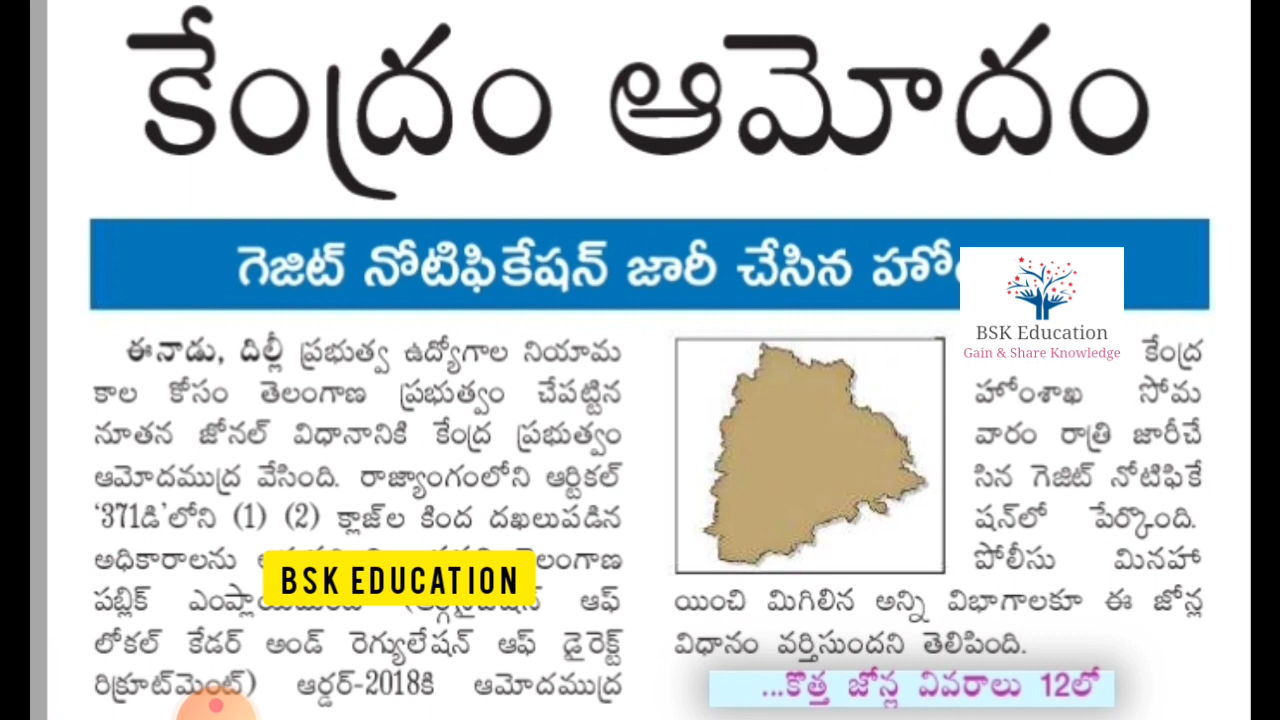 కేంద్రం ఆమోదం
గెజిట్ నోటిఫికేషన్ జారీ చేసిన
BSK Education
Gain & Share Knowledge
ఈనాడు, దిల్లీ ప్రభుత్వ ఉద్యోగాల నియామ
కాల కోసం తెలంగాణ ప్రభుత్వం చేపట్టిన
నూతన జోనల్ విధానానికి కేంద్ర ప్రభుత్వం
ఆమోదముద్ర వేసింది. రాజ్యాంగంలోని ఆర్టికల్
‘371డి’లోని (1) (2) క్లాజ్‌ల కింద దఖలుపడిన
అధికారాలను
BSK EDUCATION
పబ్లిక్ ఆఫ్
లోకల్ కేడర్ అండ్ రెగ్యులేషన్ ఆఫ్ డైరెక్ట్
రిక్రూట్‌మెంట్) ఆర్డర్-2018కి ఆమోదముద్ర
కేంద్ర
హోంశాఖ సోమ
వారం రాత్రి జారీచే
సిన గెజిట్ నోటిఫికే
షన్‌లో పేర్కొంది.
పోలీసు మినహా
యించి మిగిలిన అన్ని విభాగాలకూ ఈ జోన్ల
విధానం వర్తిసుందని తెలిపింది.
...కొత్త జోన్ల వివరాలు 12లో